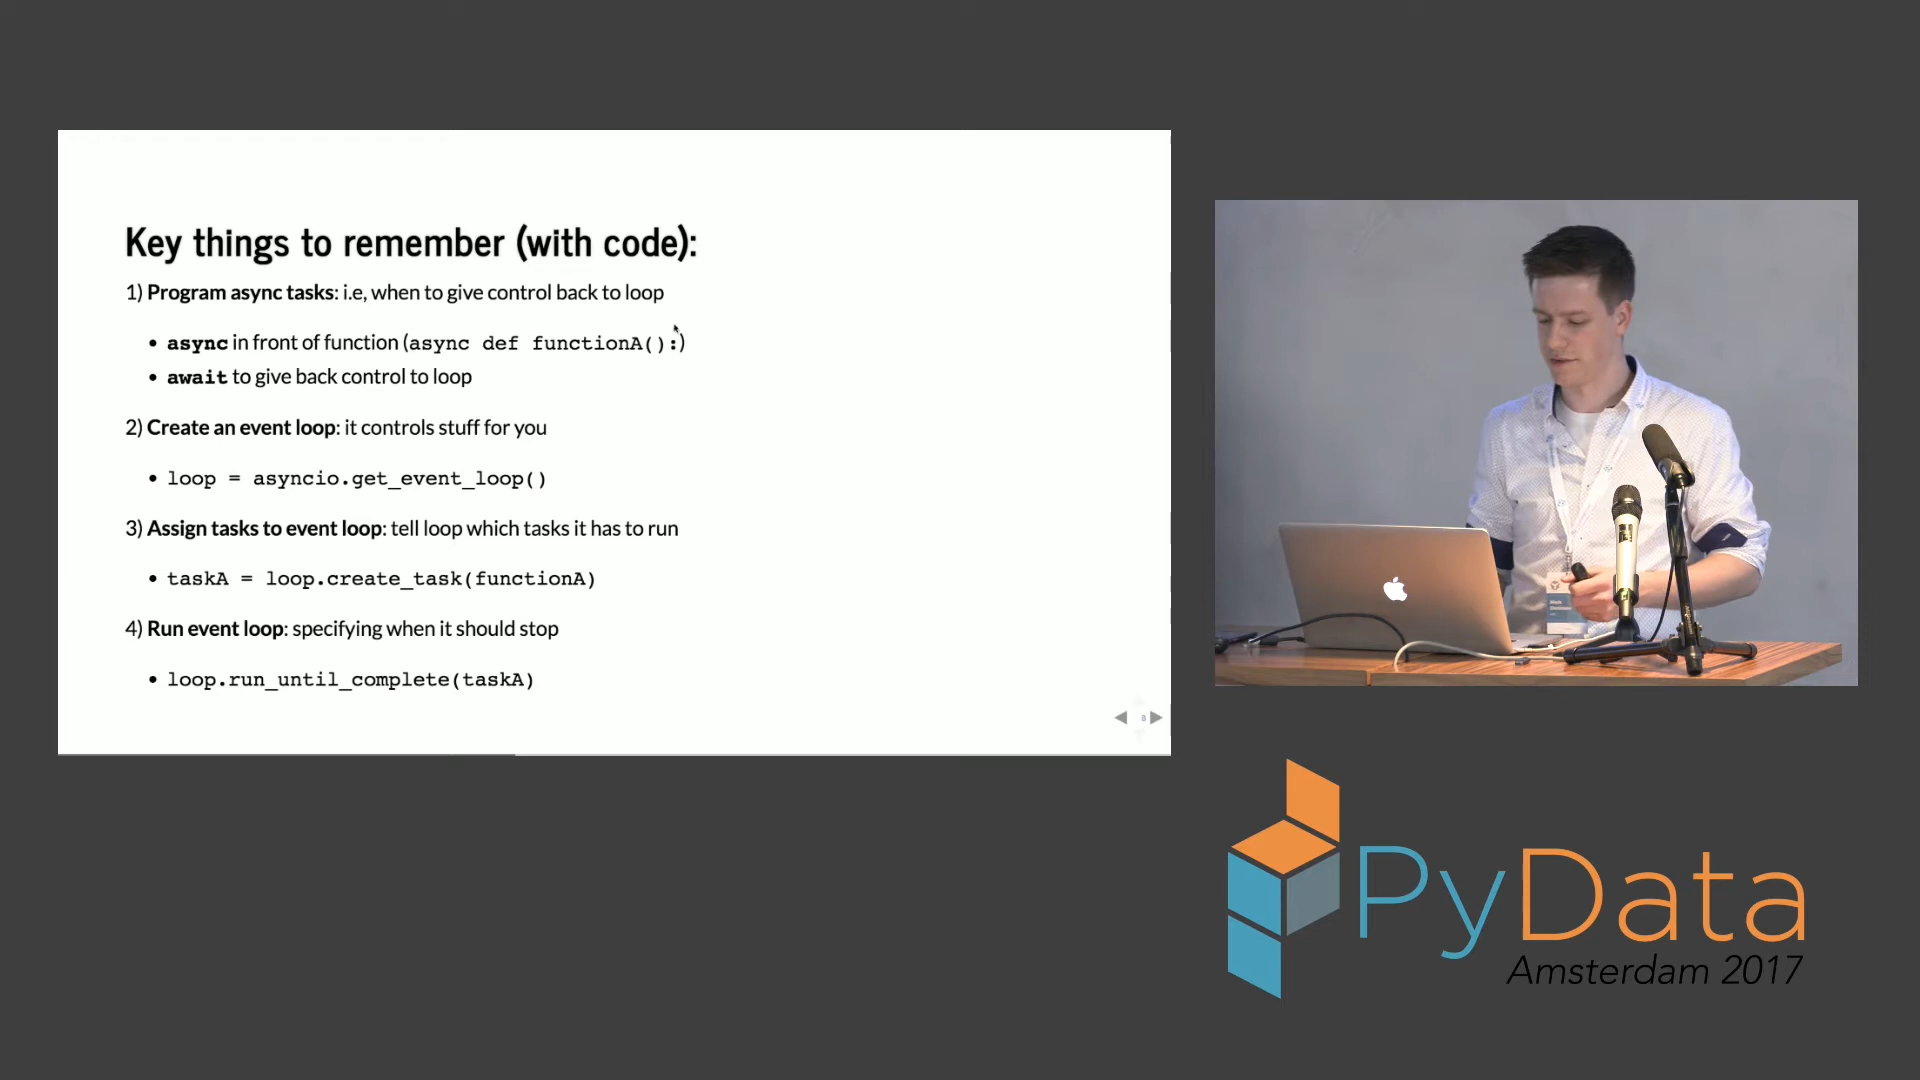 Key things to remember (with code):
1) Program async tasks: i.e, when to give control back to loop
• async in front of function (async def functionA():)
• await to give back control to loop
2) Create an event loop: it controls stuff for you
• loop = asyncio.get_event_loop()
3) Assign tasks to event loop: tell loop which tasks it has to run
• taskA = loop.create_task(functionA)
4) Run event loop: specifying when it should stop
• loop.run_until_complete(taskA)
8
PyData
Amsterdam 2017